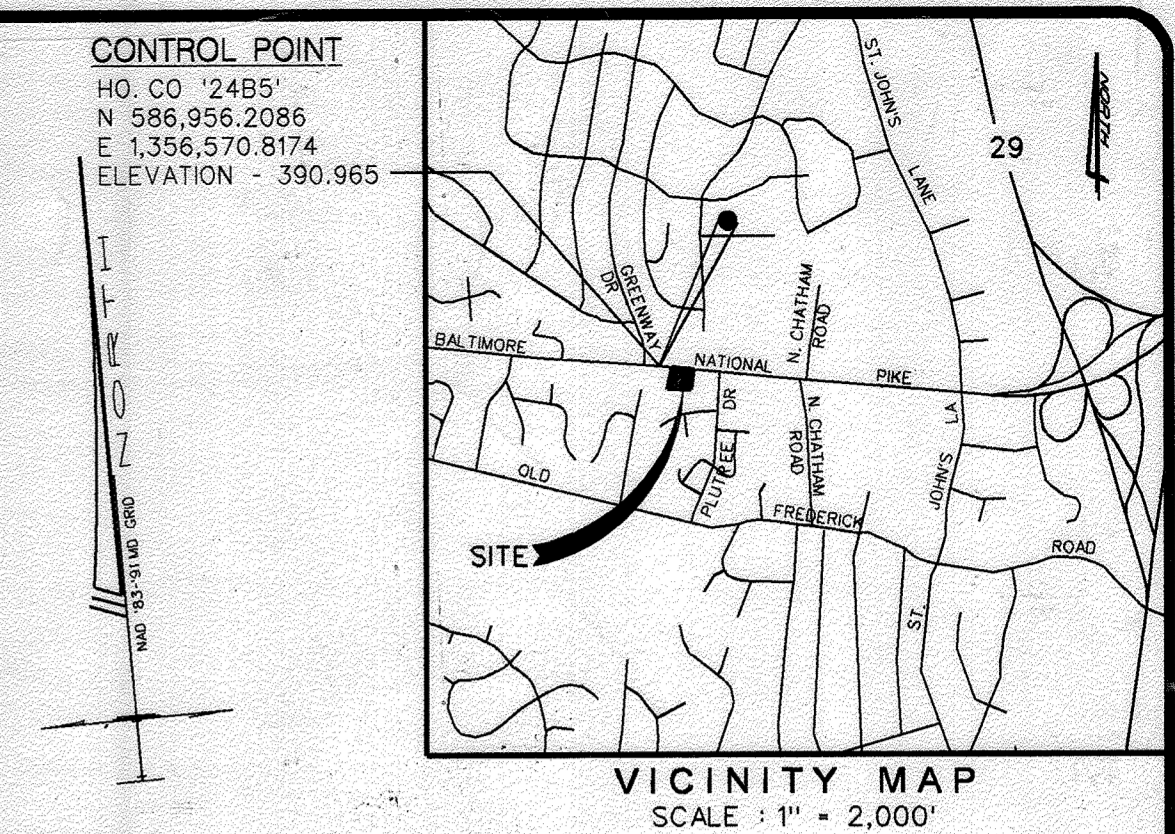 CONTROL POINT
HO. CO '24B5'
N 586,956.2086
E 1,356,570.8174
ELEVATION - 390.965
NORTH
NAD '83-'91 MD GRID
ST. JOHN'S
LANE
29
NORTH
GREENWAY
DR
N. CHATHAM
ROAD
BALTIMORE
NATIONAL
PIKE
DR
PLUTREE
N. CHATHAM
ROAD
LA
JOHN'S
ST.
OLD
FREDERICK
ROAD
SITE
VICINITY MAP
SCALE : 1" = 2,000'